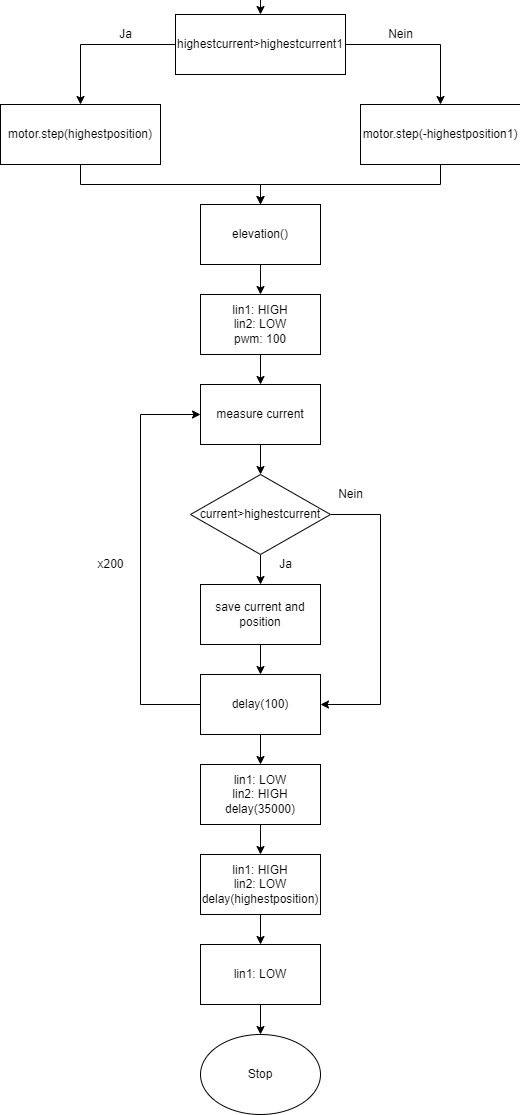 Ja
Nein
highestcurrent>highestcurrent1
motor.step(highestposition)
motor.step(-highestposition1)
elevation()
lin1: HIGH
lin2: LOW
pwm: 100
measure current
Nein
current>highestcurrent
x200
Ja
save current and
position
delay(100)
lin1: LOW
lin2: HIGH
delay(35000)
lin1: HIGH
lin2: LOW
delay(highestposition)
lin1: LOW
Stop